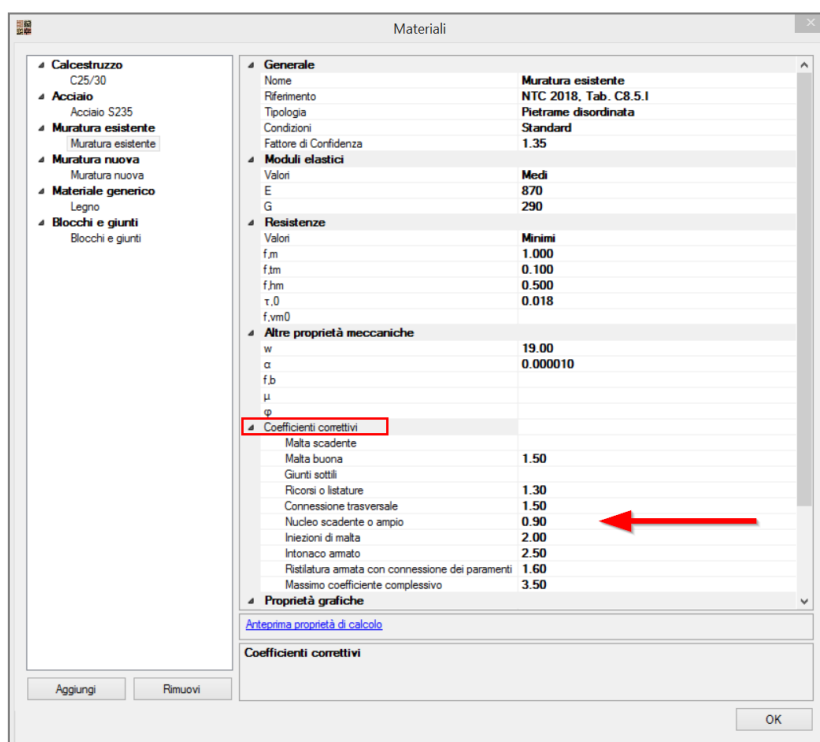 Materiali
Calcestruzzo
C25/30
Acciaio
Acciaio S235
Muratura esistente
Muratura esistente
Muratura nuova
Muratura nuova
Materiale generico
Legno
Blocchi e giunti
Blocchi e giunti
Aggiungi Rimuovi
Generale
Nome Muratura esistente
Riferimento NTC 2018, Tab. C8.5.I
Tipologia Pietrame disordinata
Condizioni Standard
Fattore di Confidenza 1.35
Moduli elastici
Valori Medi
E 870
G 290
Resistenze
Valori Minimi
f,m 1.000
f,tm 0.100
f,hm 0.500
τ,0 0.018
f,vm0
Altre proprietà meccaniche
w 19.00
α 0.000010
f,b
μ
φ
Coefficienti correttivi
Malta scadente
Malta buona 1.50
Giunti sottili
Ricorsi o listature 1.30
Connessione trasversale 1.50
Nucleo scadente o ampio 0.90
Iniezioni di malta 2.00
Intonaco armato 2.50
Ristilatura armata con connessione dei paramenti 1.60
Massimo coefficiente complessivo 3.50
Proprietà grafiche
Anteprima proprietà di calcolo
Coefficienti correttivi
OK